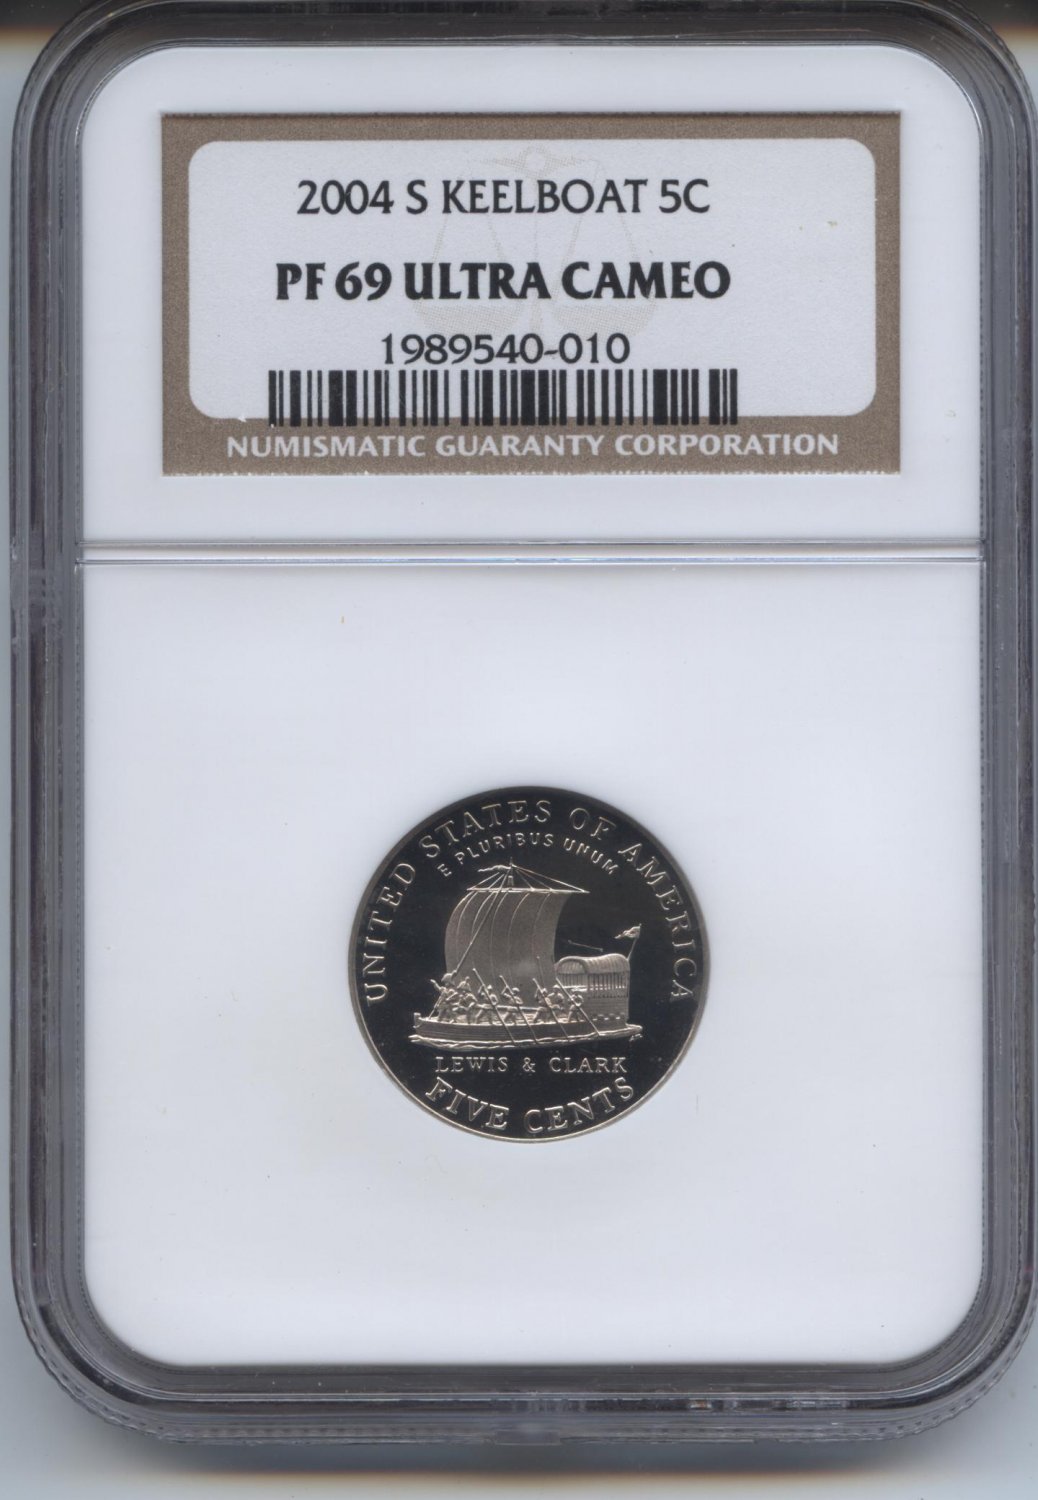 2004 S KEELBOAT 5C
PF 69 ULTRA CAMEO
1989540-010
NUMISMATIC GUARANTY CORPORATION
UNITED STATES OF AMERICA
E PLURIBUS UNUM
LEWIS & CLARK
FIVE CENTS